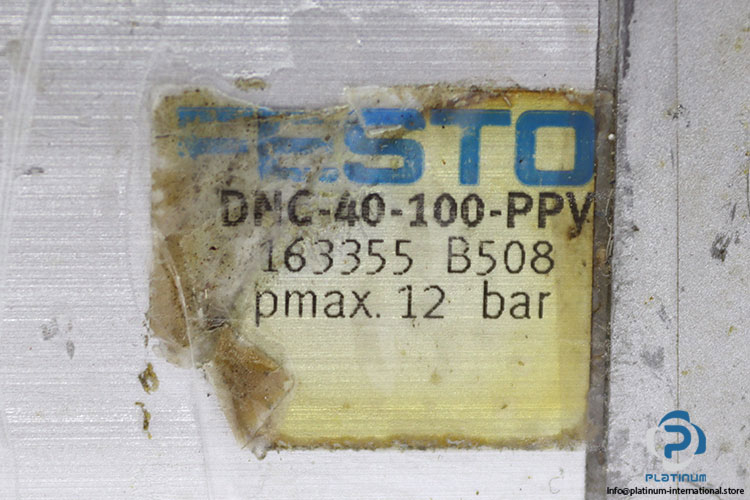 FESTO
DNC-40-100-PPV
163355 B508
pmax. 12 bar
PLATINUM
info@platinum-international.store